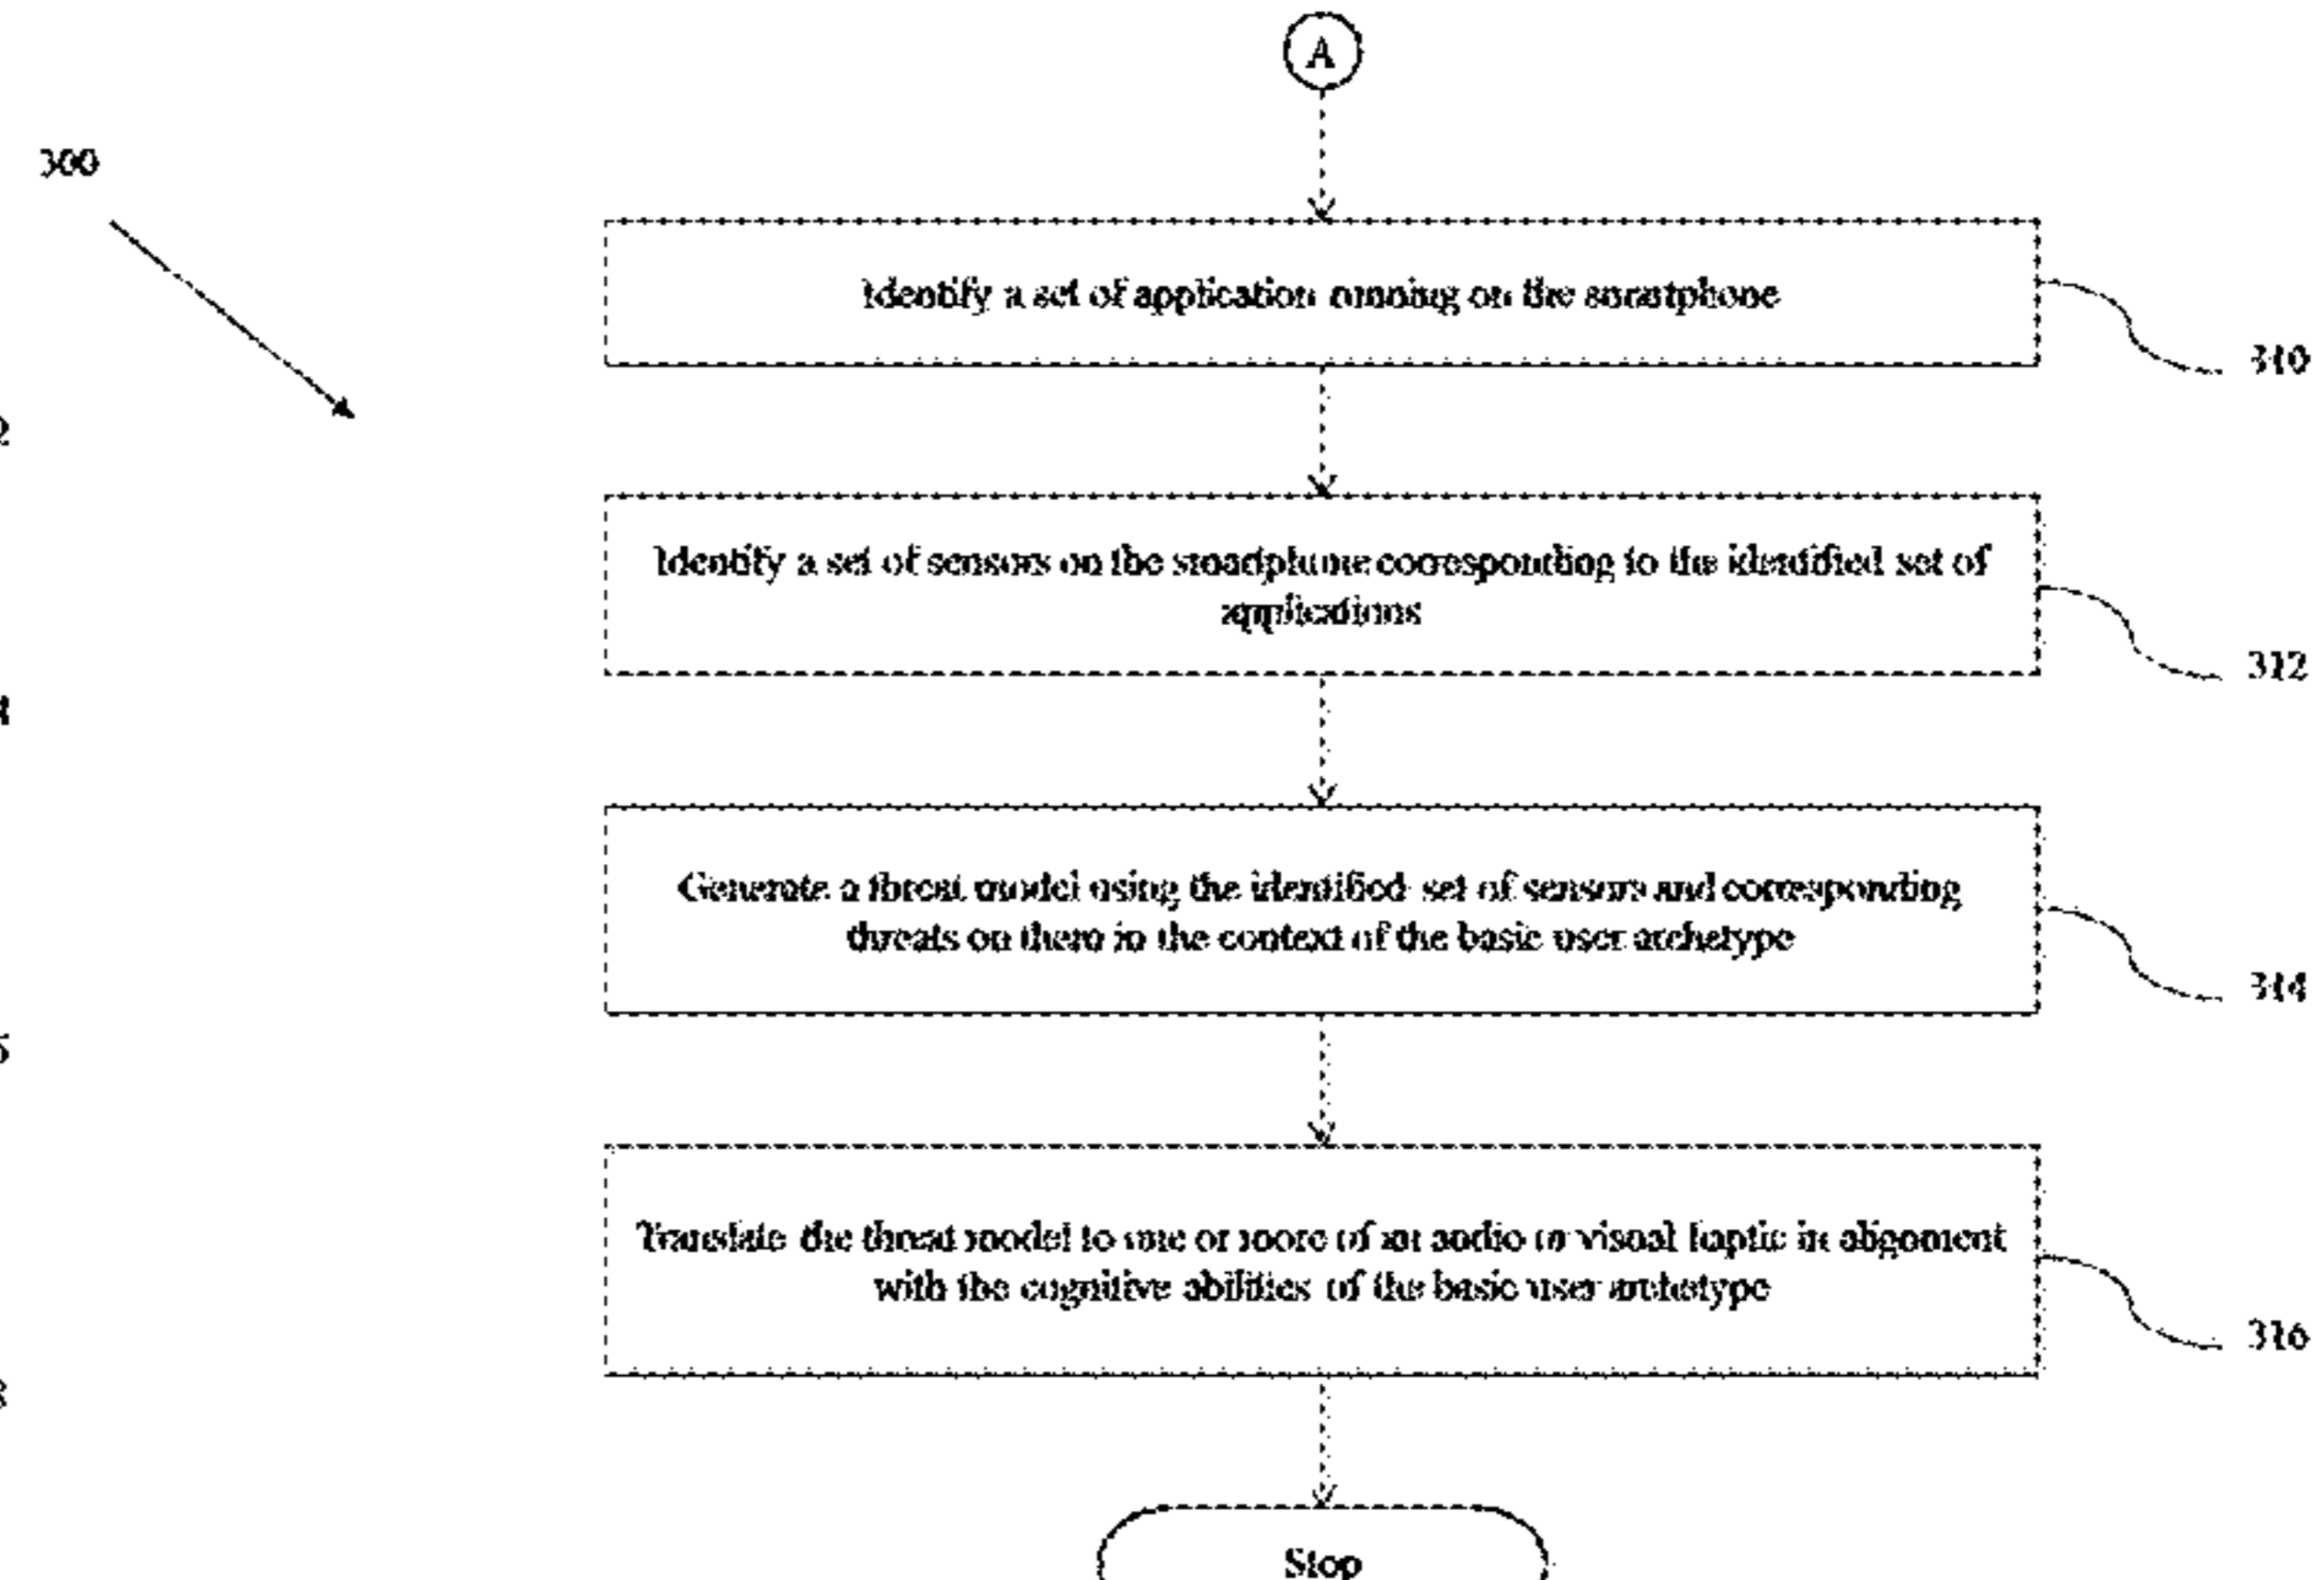 A
300
Identify a set of application running on the smartphone
310
Identify a set of sensors on the smartphone corresponding to the identified set of
applications
312
Generate a threat model using the identified set of sensors and corresponding
threats on them in the context of the basic user archetype
314
Translate the threat model to one or more of an audio or visual haptic in alignment
with the cognitive abilities of the basic user archetype
316
Stop